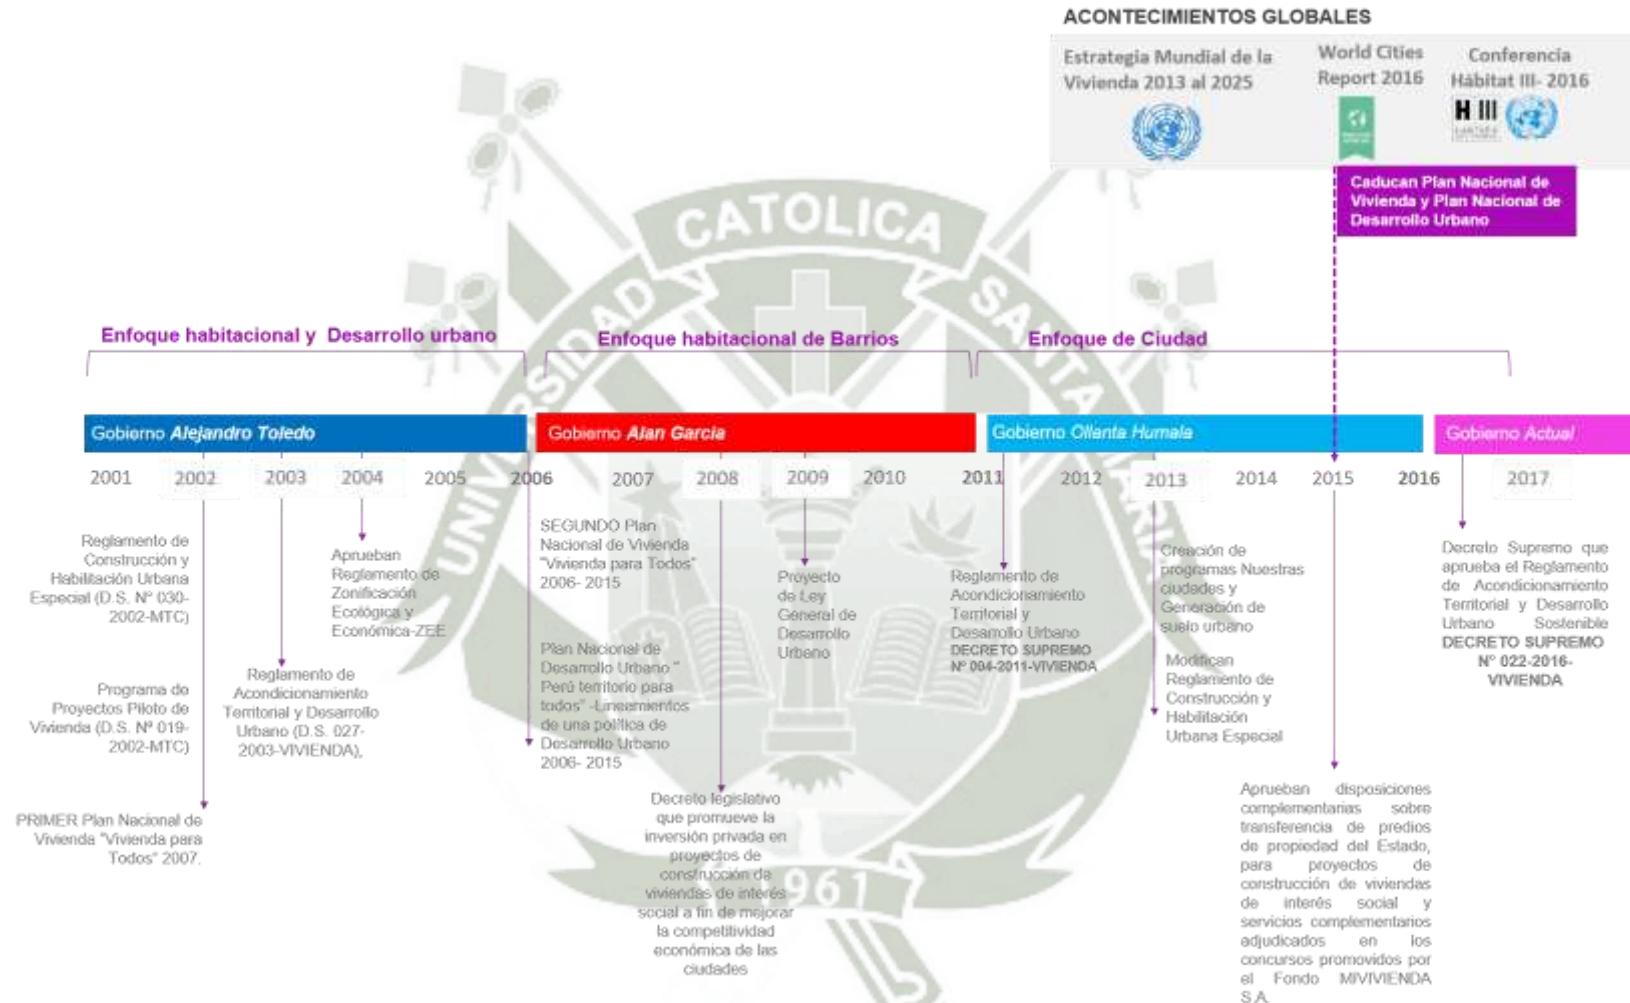 ACONTECIMIENTOS GLOBALES
Estrategia Mundial de la
Vivienda 2013 al 2025
World Cities
Report 2016
Conferencia
Hábitat III- 2016
H III
Caducan Plan Nacional de
Vivienda y Plan Nacional de
Desarrollo Urbano
UNIVERSIDAD CATOLICA SANTA MARIA
Enfoque habitacional y Desarrollo urbano
Enfoque habitacional de Barrios
Enfoque de Ciudad
Gobierno Alejandro Toledo
Gobierno Alan Garcia
Gobierno Ollanta Humala
Gobierno Actual
2001 2002 2003 2004 2005 2006 2007 2008 2009 2010 2011 2012 2013 2014 2015 2016 2017
Reglamento de
Construcción y
Habilitación Urbana
Especial (D.S. Nº 030-
2002-MTC)
Programa de
Proyectos Piloto de
Vivienda (D.S. Nº 019-
2002-MTC)
PRIMER Plan Nacional de
Vivienda "Vivienda para
Todos" 2007.
Reglamento de
Acondicionamiento
Territorial y Desarrollo
Urbano (D.S. 027-
2003-VIVIENDA),
Aprueban
Reglamento de
Zonificación
Ecológica y
Económica-ZEE
SEGUNDO Plan
Nacional de Vivienda
"Vivienda para Todos"
2006- 2015
Plan Nacional de
Desarrollo Urbano "
Perú territorio para
todos" -Lineamientos
de una política de
Desarrollo Urbano
2006- 2015
Decreto legislativo
que promueve la
inversión privada en
proyectos de
construcción de
viviendas de interés
social a fin de mejorar
la competitividad
económica de las
ciudades
Proyecto
de Ley
General de
Desarrollo
Urbano
Reglamento de
Acondicionamiento
Territorial y
Desarrollo Urbano
DECRETO SUPREMO
Nº 004-2011-VIVIENDA
Creación de
programas Nuestras
ciudades y
Generación de
suelo urbano
Modifican
Reglamento de
Construcción y
Habilitación
Urbana Especial
Aprueban disposiciones
complementarias sobre
transferencia de predios
de propiedad del Estado,
para proyectos de
construcción de viviendas
de interés social y
servicios complementarios
adjudicados en los
concursos promovidos por
el Fondo MIVIVIENDA
S.A.
Decreto Supremo que
aprueba el Reglamento
de Acondicionamiento
Territorial y Desarrollo
Urbano Sostenible
DECRETO SUPREMO
N° 022-2016-
VIVIENDA
1961